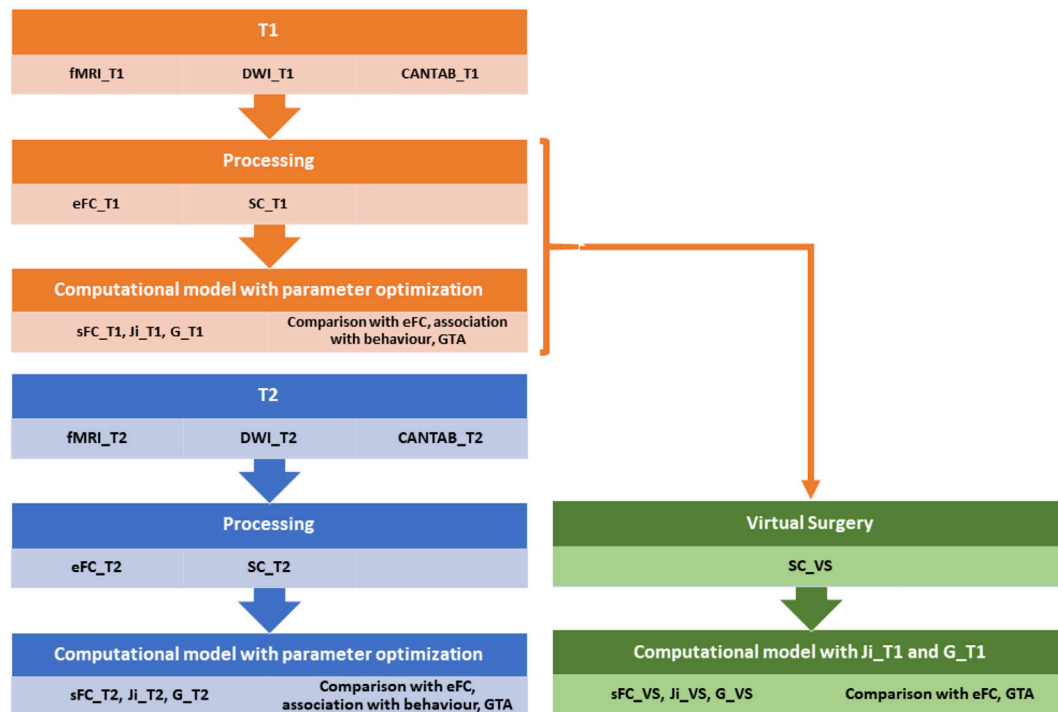 T1
fMRI_T1 DWI_T1 CANTAB_T1
Processing
eFC_T1 SC_T1
Computational model with parameter optimization
sFC_T1, Ji_T1, G_T1
Comparison with eFC, association
with behaviour, GTA
T2
fMRI_T2 DWI_T2 CANTAB_T2
Processing
eFC_T2 SC_T2
Computational model with parameter optimization
sFC_T2, Ji_T2, G_T2
Comparison with eFC,
association with behaviour, GTA
Virtual Surgery
SC_VS
Computational model with Ji_T1 and G_T1
sFC_VS, Ji_VS, G_VS Comparison with eFC, GTA